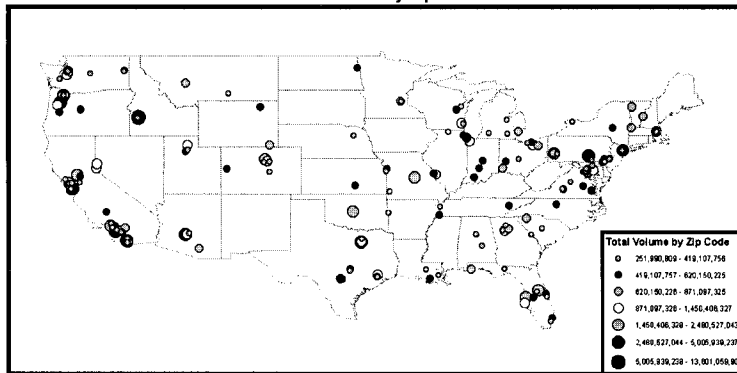 Total Volume by Zip Code
251,990,809 - 419,107,756
419,107,757 - 620,150,225
620,150,226 - 871,097,325
871,097,326 - 1,450,406,327
1,450,406,328 - 2,480,527,043
2,480,527,044 - 5,005,939,237